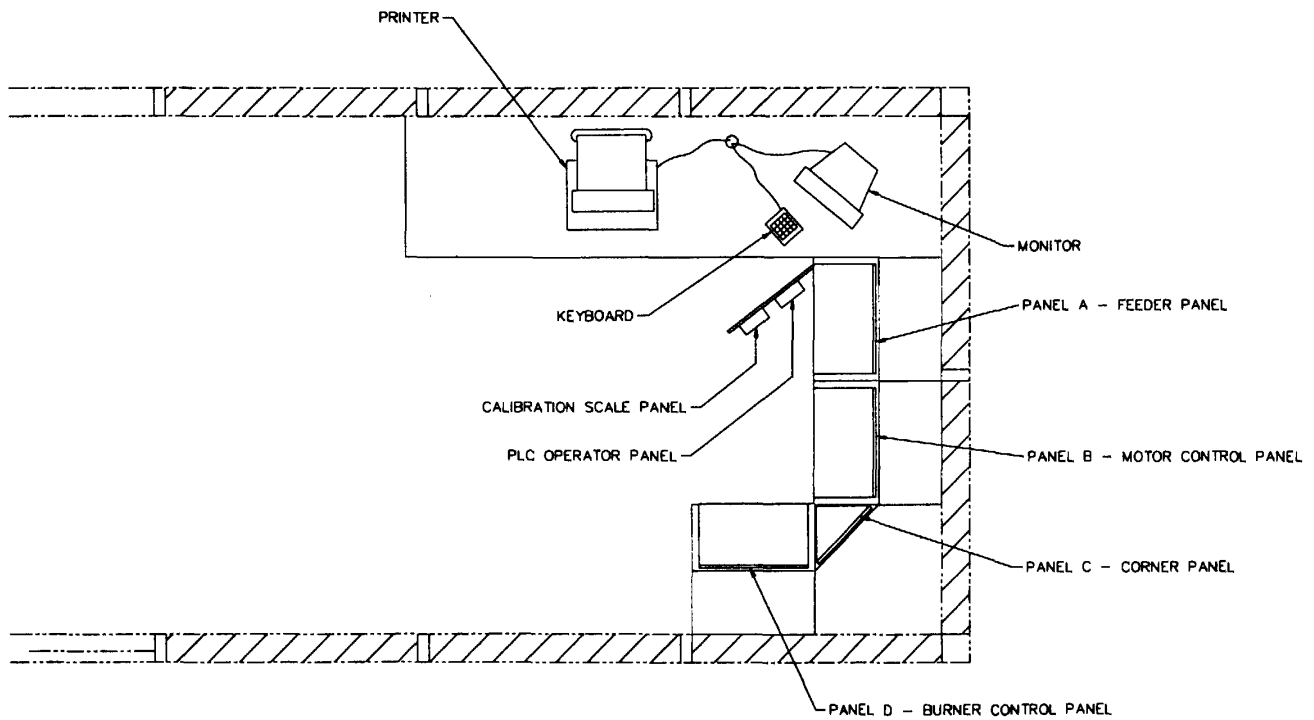 PRINTER
MONITOR
PANEL A - FEEDER PANEL
KEYBOARD
CALIBRATION SCALE PANEL
PLC OPERATOR PANEL
PANEL B - MOTOR CONTROL PANEL
PANEL C - CORNER PANEL
PANEL D - BURNER CONTROL PANEL